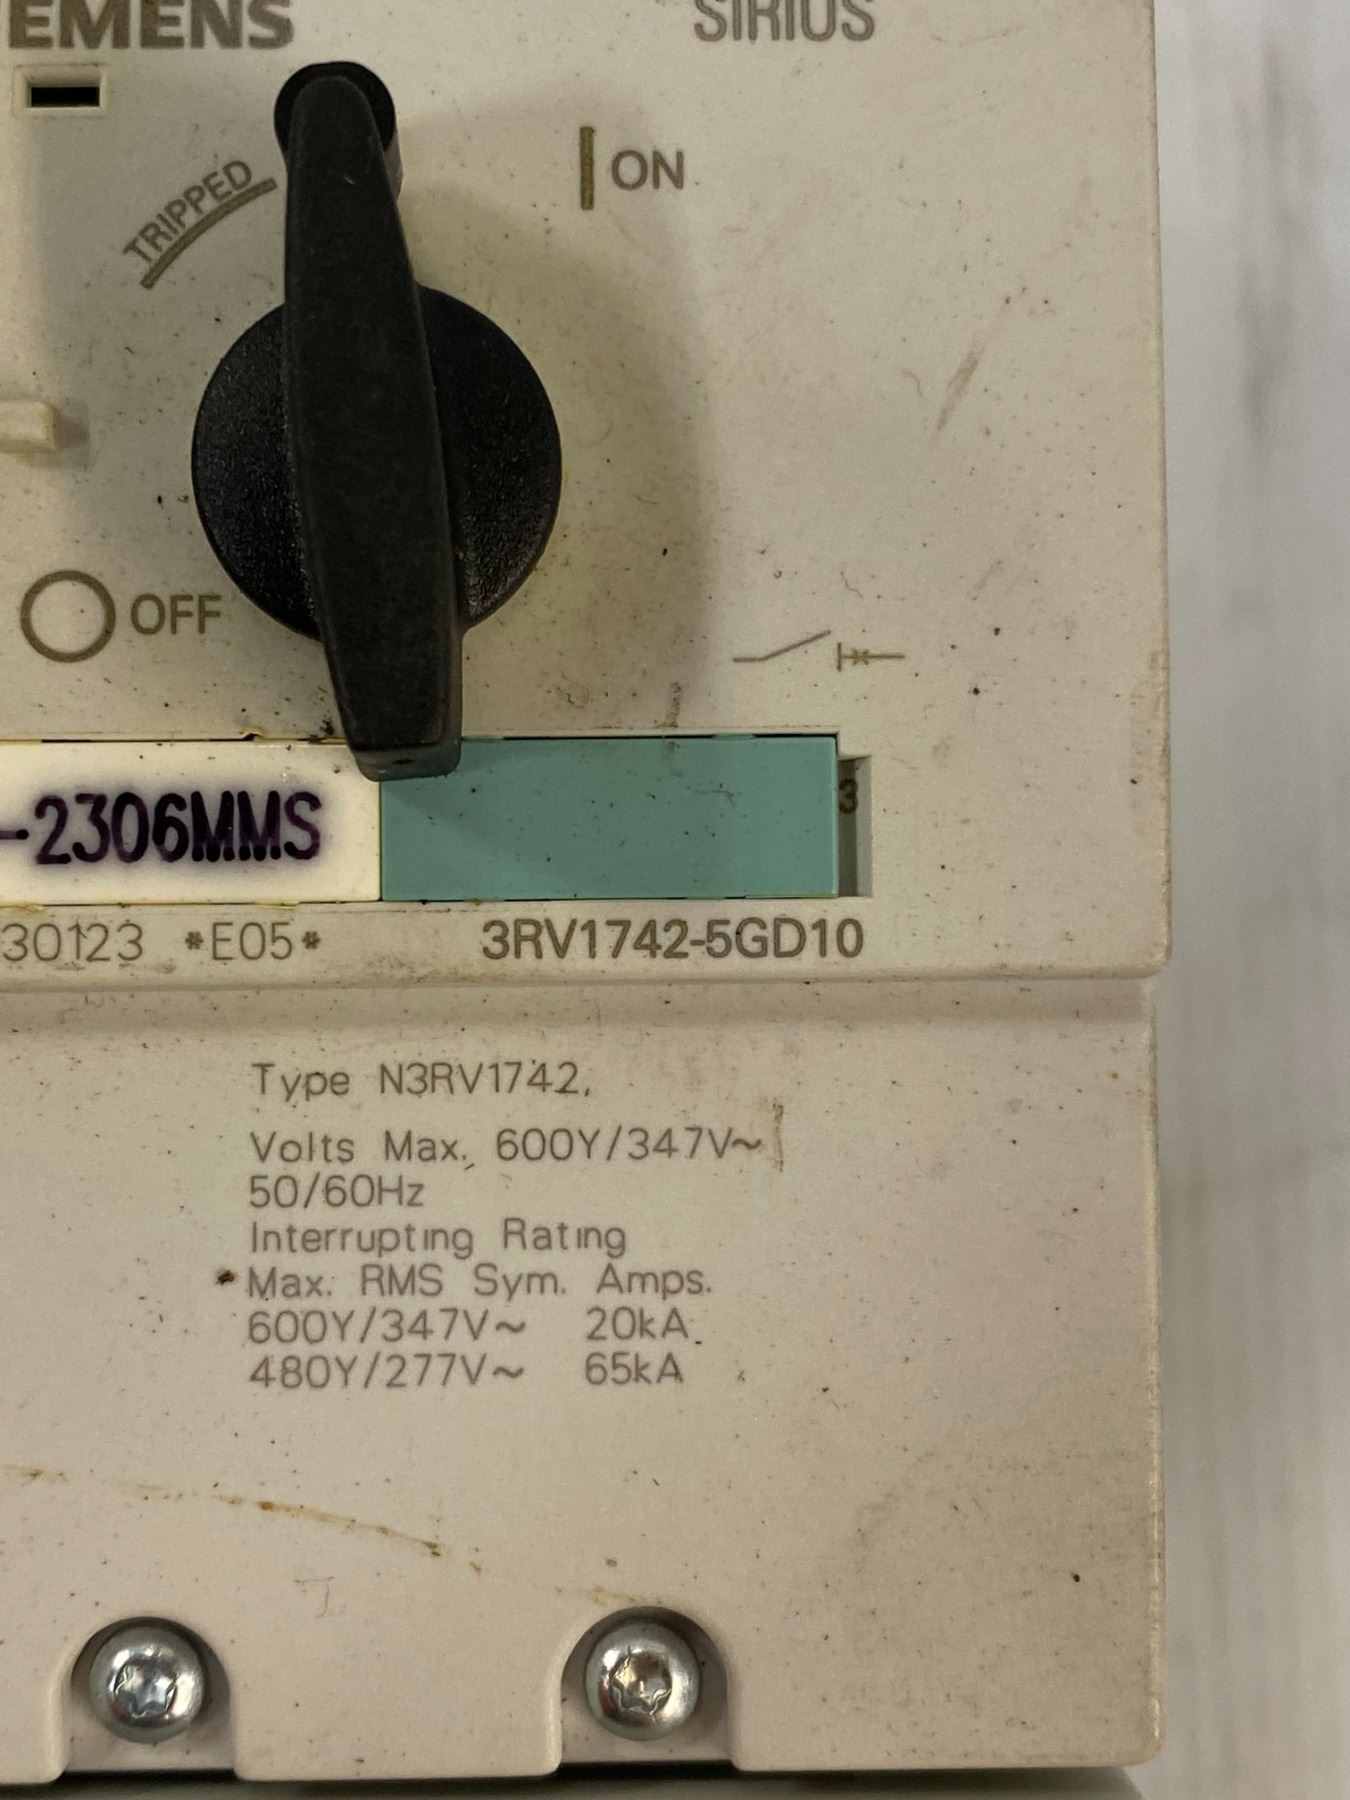 EMENS
SIRIUS
TRIPPED
ON
OFF
-2306MMS
3
30123 *E05*
3RV1742-5GD10
Type N3RV1742,
Volts Max. 600Y/347V~
50/60Hz
Interrupting Rating
Max. RMS Sym. Amps.
600Y/347V~ 20kA
480Y/277V~ 65kA